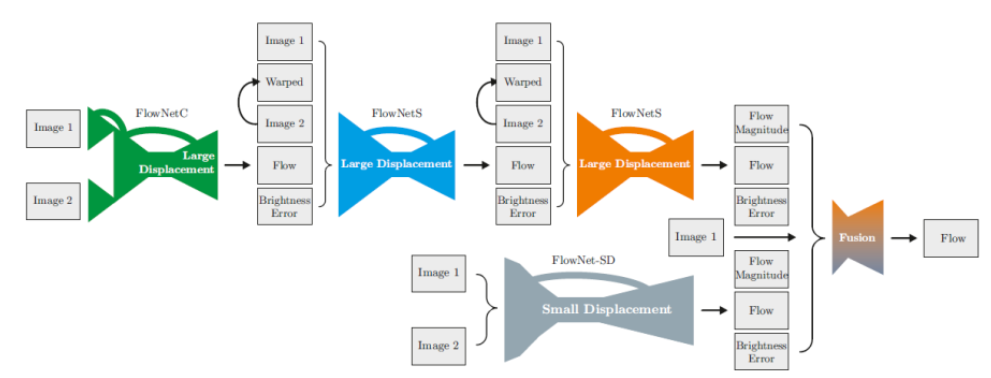 Image 1
Image 2
FlowNetC
Large
Displacement
Image 1
Warped
Image 2
Flow
Brightness
Error
FlowNetS
Large Displacement
Image 1
Warped
Image 2
Flow
Brightness
Error
FlowNetS
Large Displacement
Flow
Magnitude
Flow
Brightness
Error
Image 1
Image 1
Image 2
FlowNet-SD
Small Displacement
Flow
Magnitude
Flow
Brightness
Error
Fusion
Flow